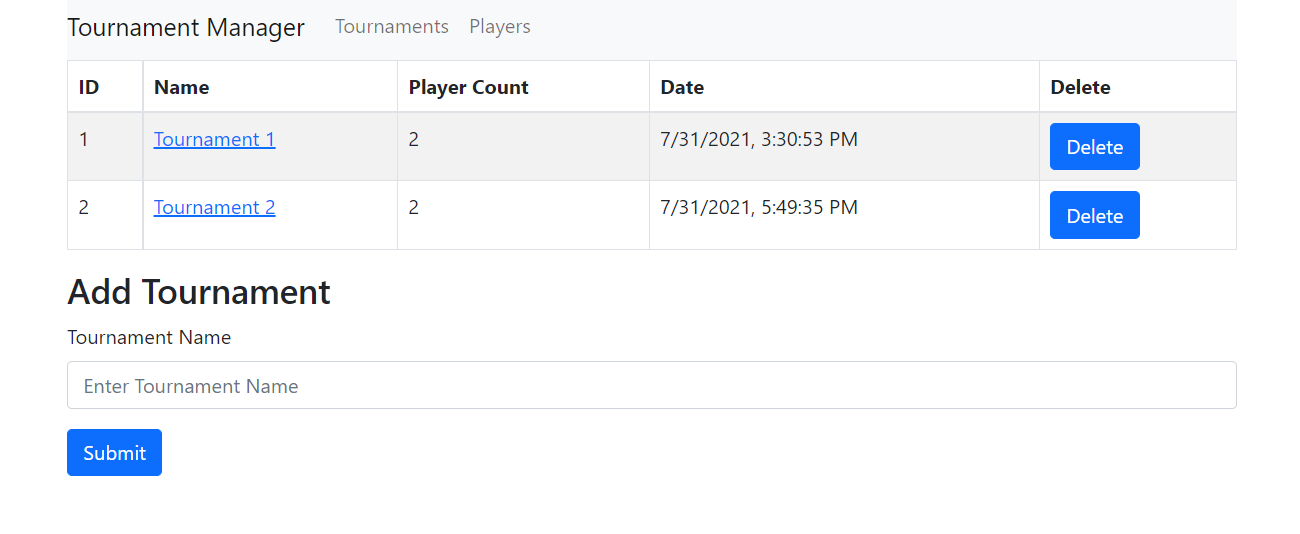 Tournament Manager Tournaments Players
ID Name Player Count Date Delete
1 Tournament 1 2 7/31/2021, 3:30:53 PM Delete
2 Tournament 2 2 7/31/2021, 5:49:35 PM Delete
Add Tournament
Tournament Name
Enter Tournament Name
Submit